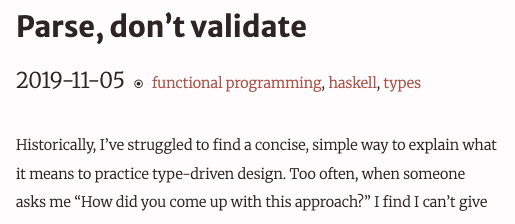 Parse, don’t validate
2019-11-05 ⦿ functional programming, haskell, types
Historically, I’ve struggled to find a concise, simple way to explain what
it means to practice type-driven design. Too often, when someone
asks me “How did you come up with this approach?” I find I can’t give